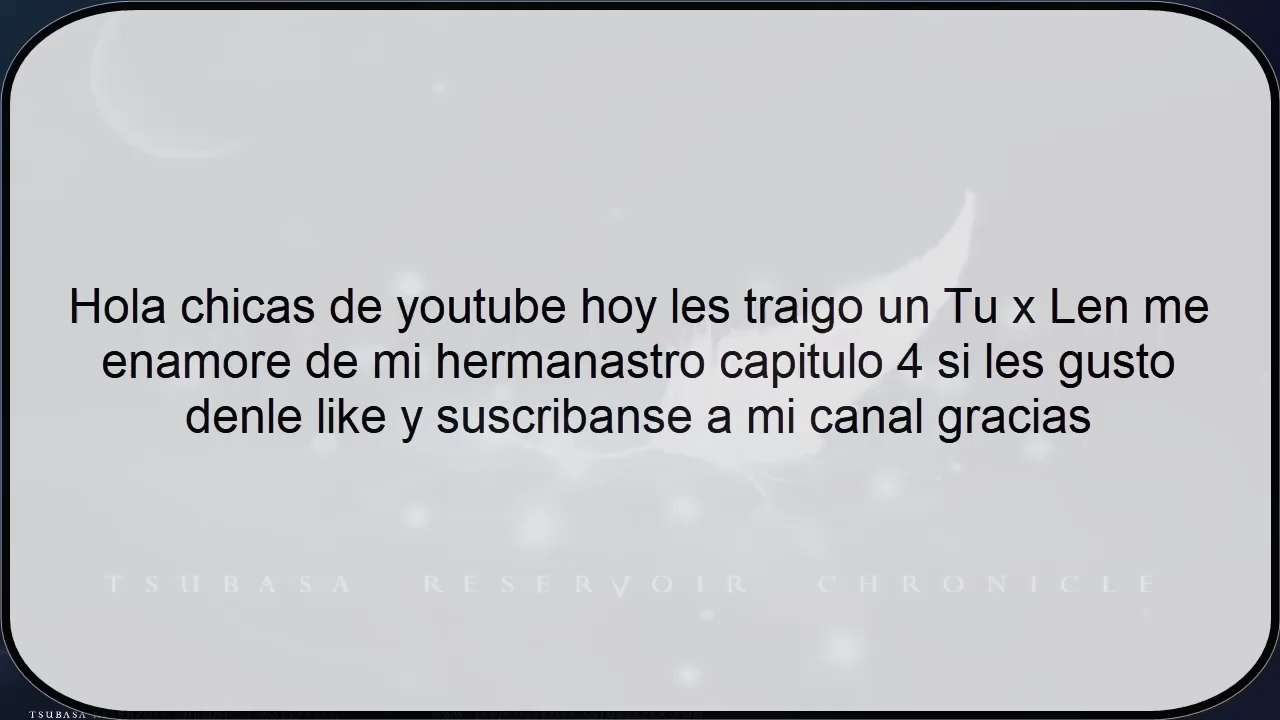 Hola chicas de youtube hoy les traigo un Tu x Len me
enamore de mi hermanastro capitulo 4 si les gusto
denle like y suscribanse a mi canal gracias
TSUBASA RESERVOIR CHRONICLE
TSUBASA